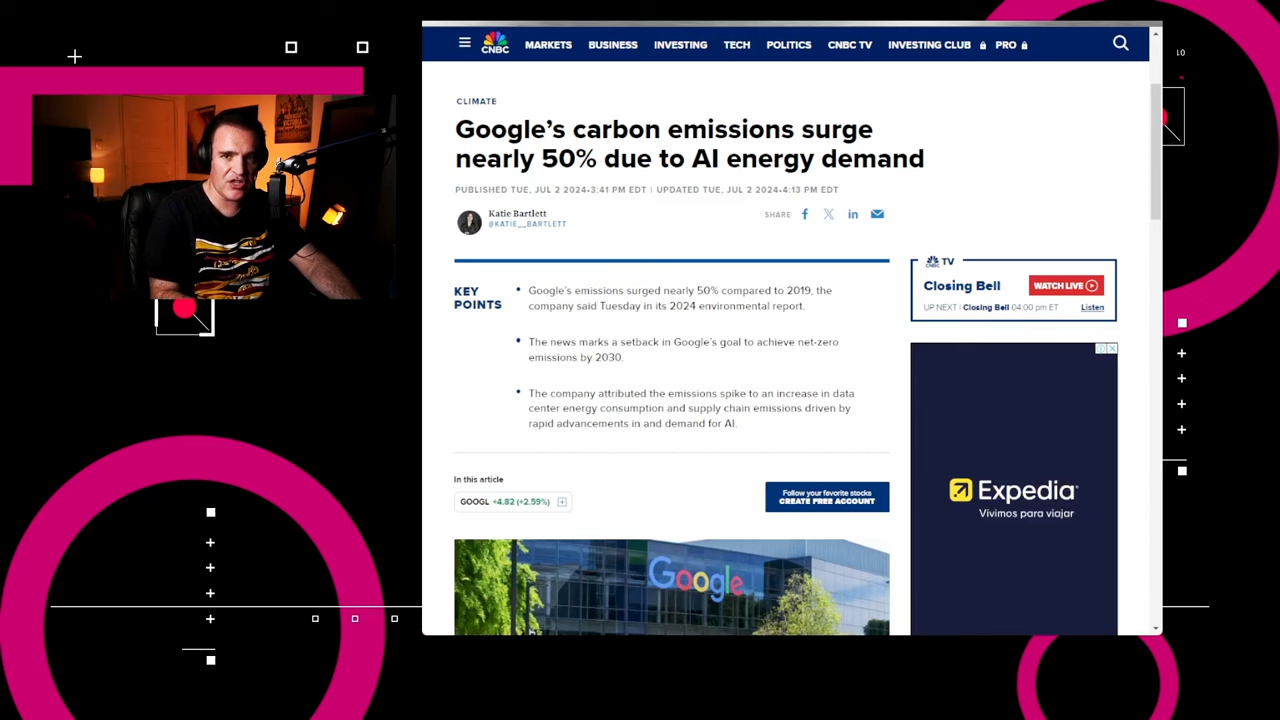 CNBC
MARKETS BUSINESS INVESTING TECH POLITICS CNBC TV INVESTING CLUB PRO
10
CLIMATE
Google's carbon emissions surge
nearly 50% due to AI energy demand
PUBLISHED TUE, JUL 2 2024•3:41 PM EDT | UPDATED TUE, JUL 2 2024•4:13 PM EDT
Katie Bartlett
@KATIE__BARTLETT
SHARE
KEY
POINTS
• Google's emissions surged nearly 50% compared to 2019, the
company said Tuesday in its 2024 environmental report.
• The news marks a setback in Google's goal to achieve net-zero
emissions by 2030.
• The company attributed the emissions spike to an increase in data
center energy consumption and supply chain emissions driven by
rapid advancements in and demand for AI.
CNBC TV
Closing Bell
WATCH LIVE
UP NEXT | Closing Bell 04:00 pm ET
Listen
In this article
GOOGL +4.82 (+2.59%)
Follow your favorite stocks
CREATE FREE ACCOUNT
Expedia
Vivimos para viajar
Google